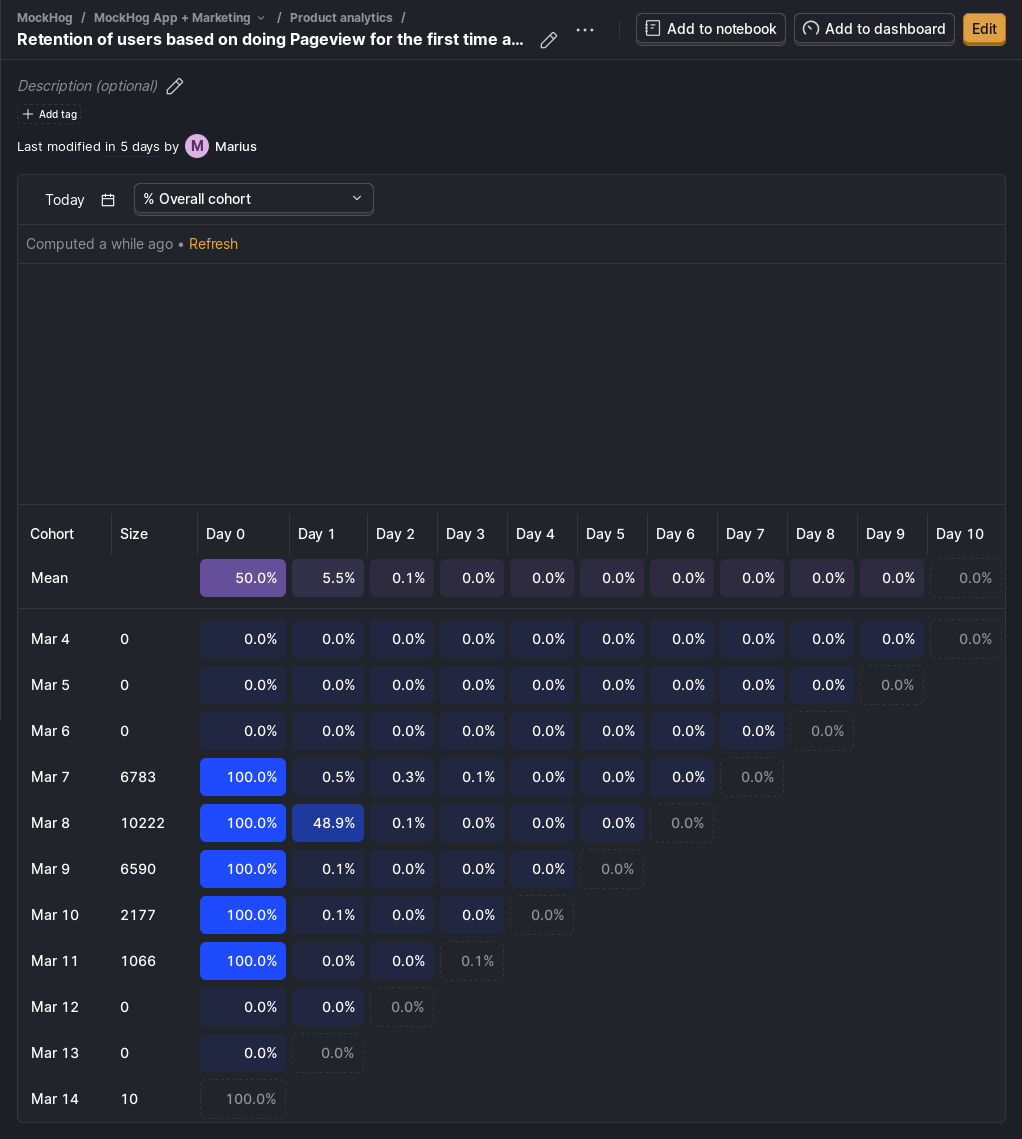 MockHog / MockHog App + Marketing / Product analytics /
Retention of users based on doing Pageview for the first time a...
Add to notebook
Add to dashboard
Edit
Description (optional)
Add tag
Last modified in 5 days by M Marius
Today % Overall cohort
Computed a while ago • Refresh
Cohort Size Day 0 Day 1 Day 2 Day 3 Day 4 Day 5 Day 6 Day 7 Day 8 Day 9 Day 10
Mean 50.0% 5.5% 0.1% 0.0% 0.0% 0.0% 0.0% 0.0% 0.0% 0.0% 0.0%
Mar 4 0 0.0% 0.0% 0.0% 0.0% 0.0% 0.0% 0.0% 0.0% 0.0% 0.0% 0.0%
Mar 5 0 0.0% 0.0% 0.0% 0.0% 0.0% 0.0% 0.0% 0.0% 0.0% 0.0%
Mar 6 0 0.0% 0.0% 0.0% 0.0% 0.0% 0.0% 0.0% 0.0% 0.0%
Mar 7 6783 100.0% 0.5% 0.3% 0.1% 0.0% 0.0% 0.0% 0.0%
Mar 8 10222 100.0% 48.9% 0.1% 0.0% 0.0% 0.0% 0.0%
Mar 9 6590 100.0% 0.1% 0.0% 0.0% 0.0% 0.0%
Mar 10 2177 100.0% 0.1% 0.0% 0.0% 0.0%
Mar 11 1066 100.0% 0.0% 0.0% 0.1%
Mar 12 0 0.0% 0.0% 0.0%
Mar 13 0 0.0% 0.0%
Mar 14 10 100.0%